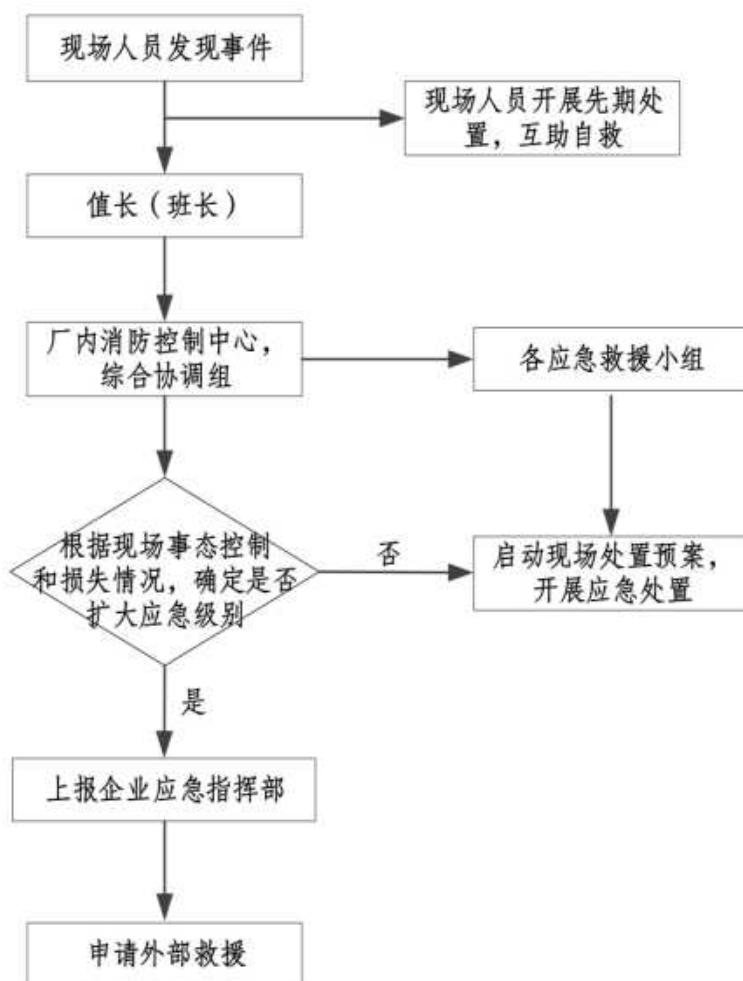 现场人员发现事件
现场人员开展先期处
置，互助自救
值长（班长）
厂内消防控制中心，
综合协调组
各应急救援小组
根据现场事态控制
和损失情况，确定是否
扩大应急级别
否
启动现场处置预案，
开展应急处置
是
上报企业应急指挥部
申请外部救援